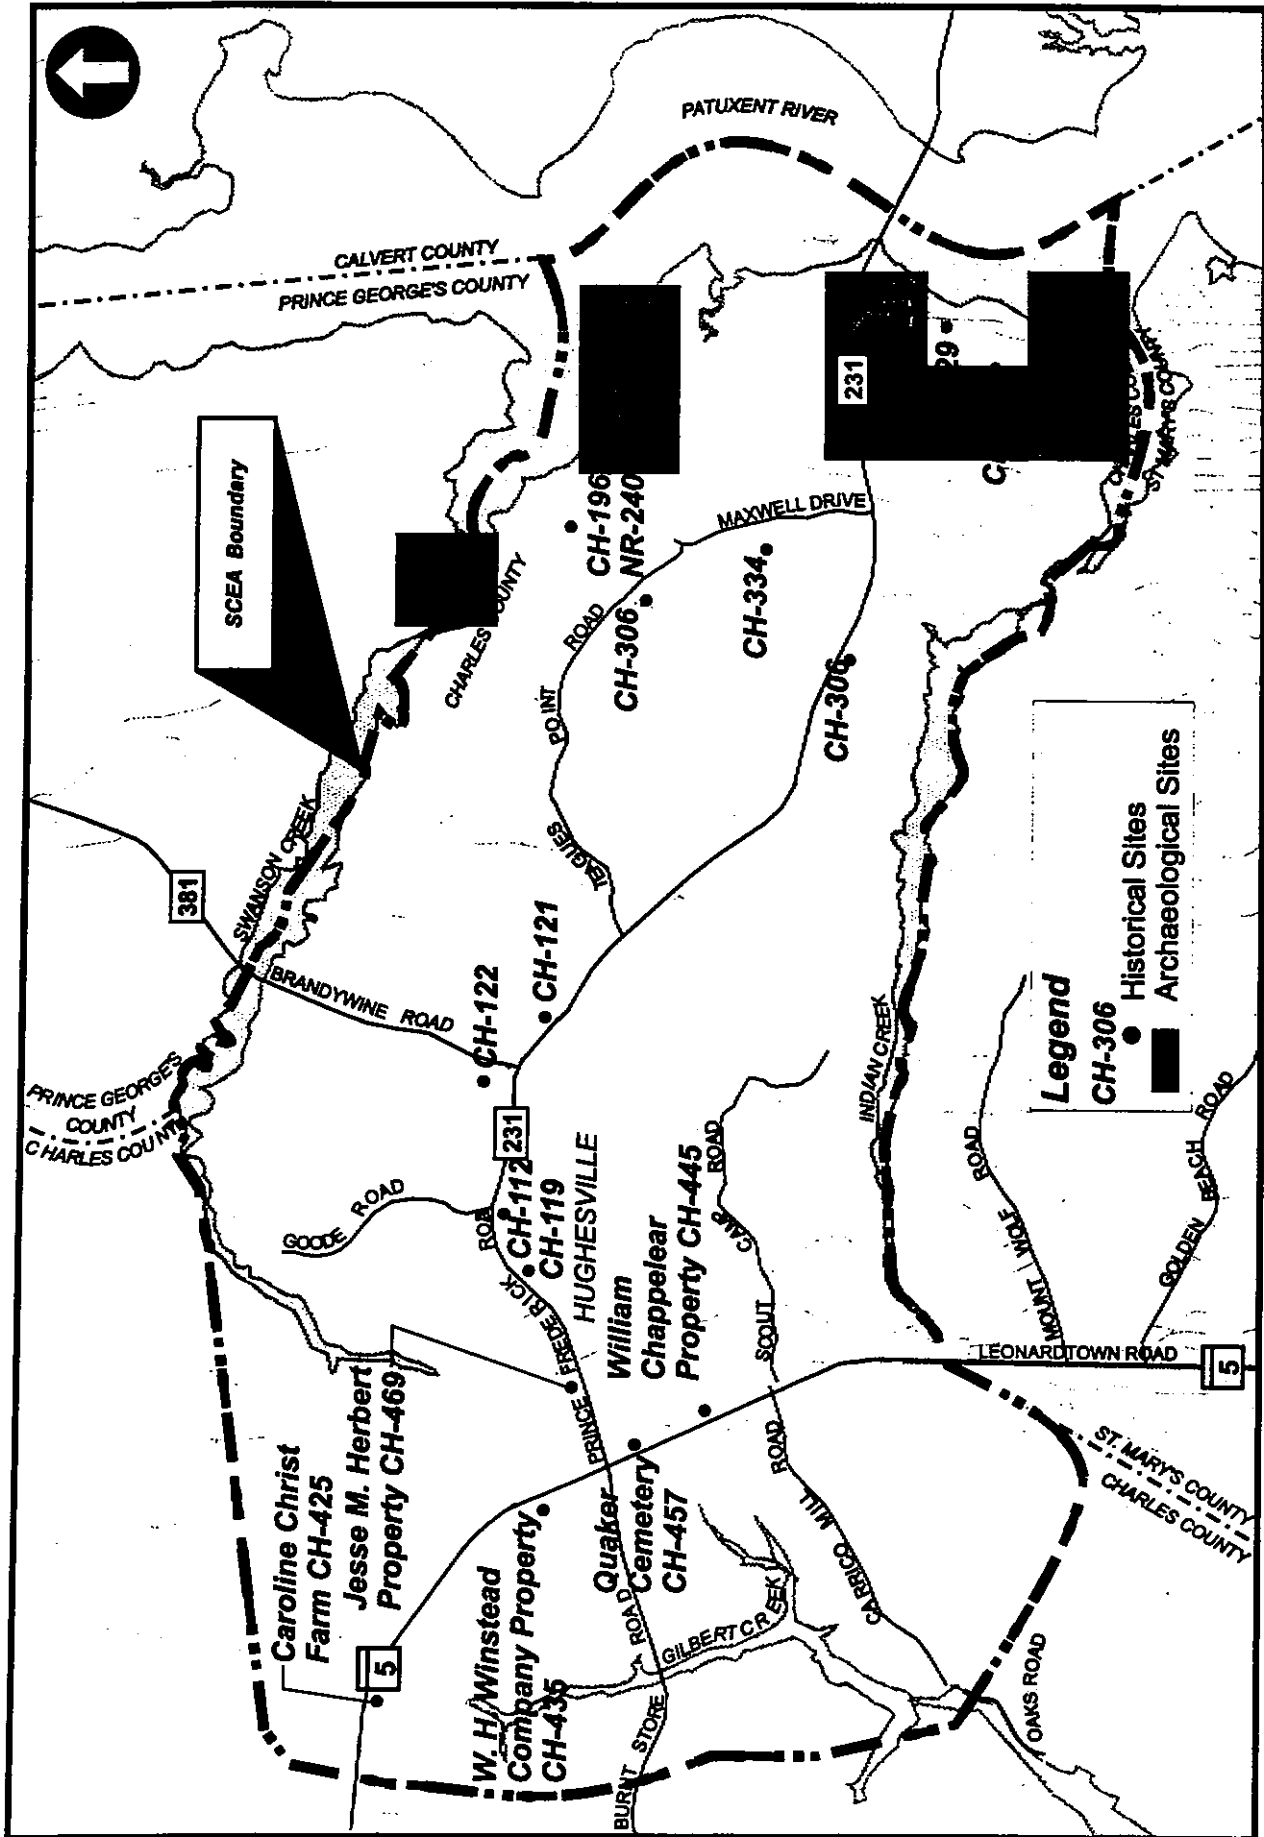 PATUXENT RIVER
CALVERT COUNTY
PRINCE GEORGE'S COUNTY
SCEA Boundary
231
29
ST. MARY'S COUNTY
CH-196
NR-240
MAXWELL DRIVE
CHARLES COUNTY
CH-306
CH-334
CH-306
TEAGUES
POINT
ROAD
SWANSON CREEK
381
BRANDYWINE ROAD
CH-122
CH-121
PRINCE GEORGE'S
COUNTY
CHARLES COUNTY
231
GOODE ROAD
CH-112
CH-119
HUGHESVILLE
PRINCE FREDERICK
William
Chappelear
Property CH-445
CAMP
ROAD
SCOUT
INDIAN CREEK
Legend
CH-306
Historical Sites
Archaeological Sites
MOUNT WOLF ROAD
GOLDEN BEACH ROAD
LEONARDTOWN ROAD
5
Caroline Christ
Farm CH-425
Jesse M. Herbert
Property CH-469
5
W. H. Winstead
Company Property
CH-435
Quaker
Cemetery
CH-457
BURNT STORE ROAD
GILBERT CREEK
CARRICO MILL ROAD
OAKS ROAD
ST. MARY'S COUNTY
CHARLES COUNTY